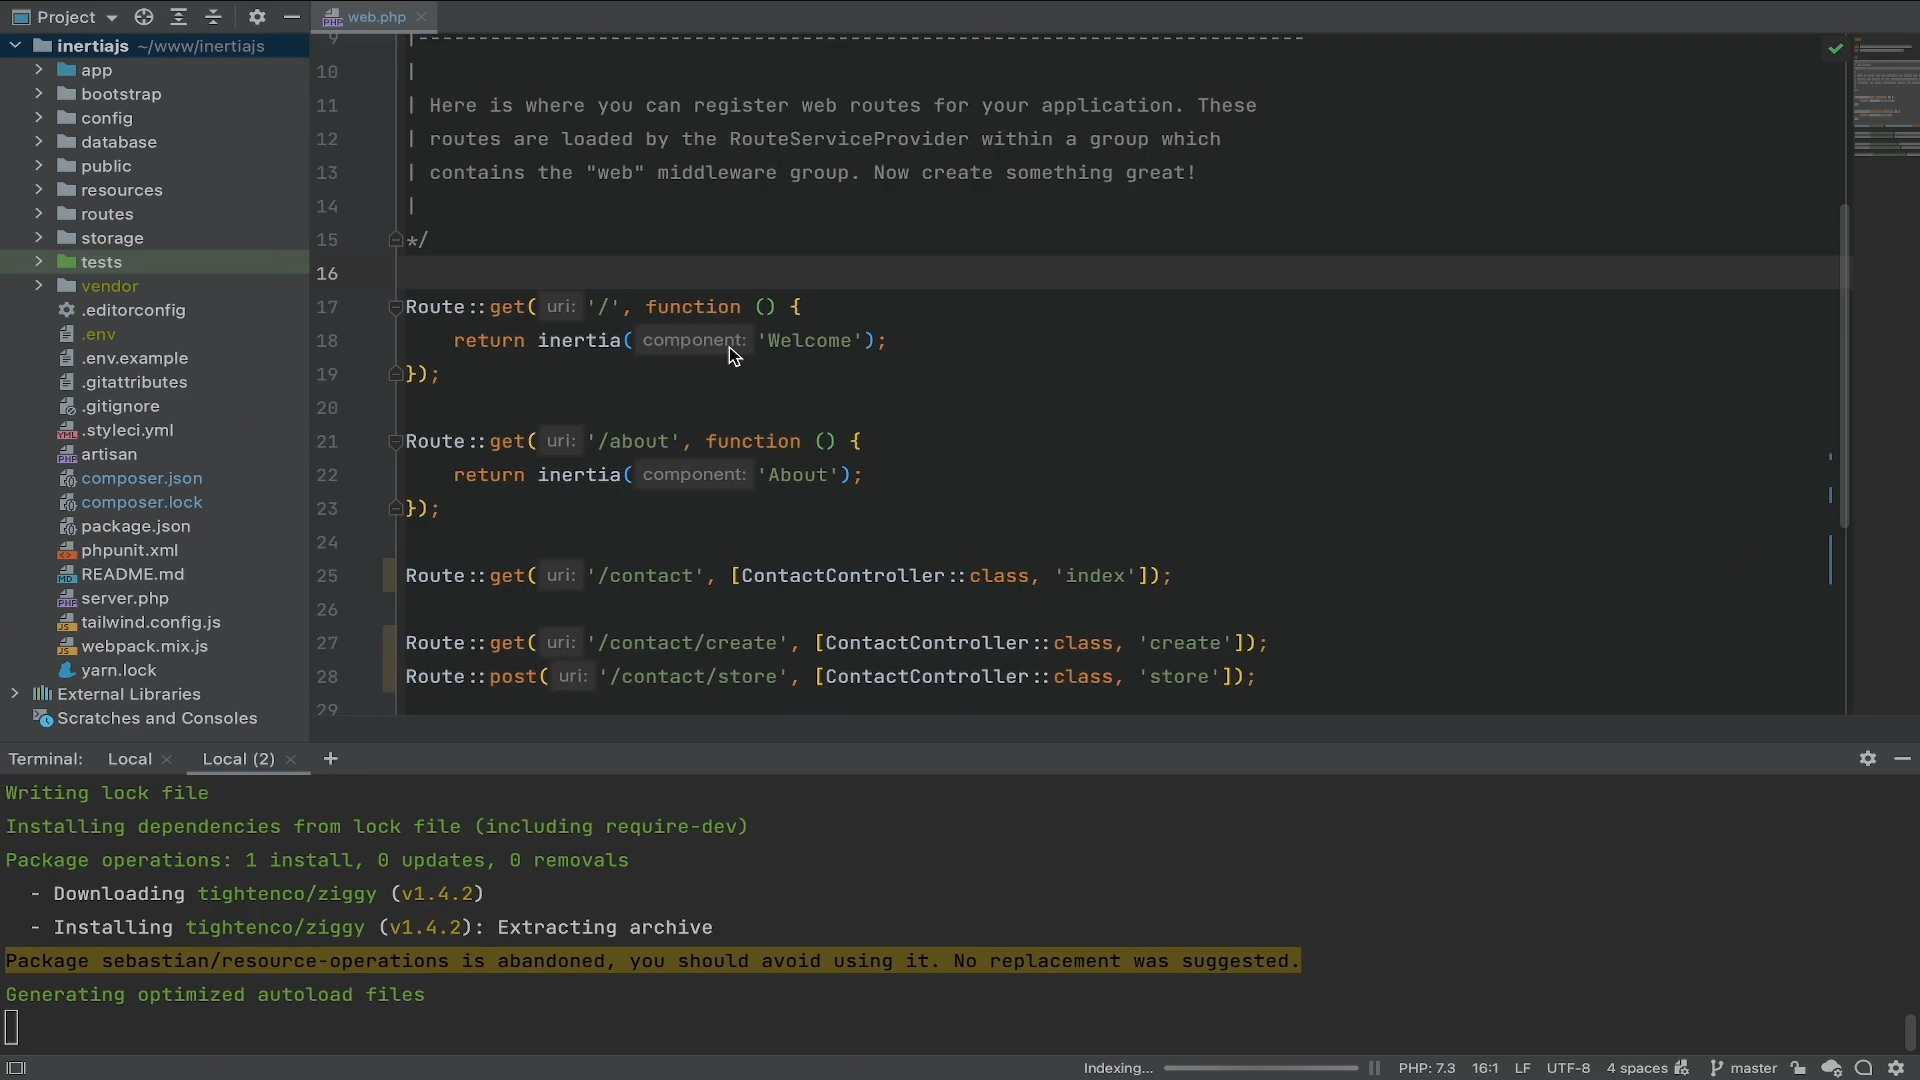 Project
web.php
inertiajs ~/www/inertiajs
app
bootstrap
config
database
public
resources
routes
storage
tests
vendor
.editorconfig
.env
.env.example
.gitattributes
.gitignore
.styleci.yml
artisan
composer.json
composer.lock
package.json
phpunit.xml
README.md
server.php
tailwind.config.js
webpack.mix.js
yarn.lock
External Libraries
Scratches and Consoles
9 |--------------------------------------------------------------------------
10 |
11 | Here is where you can register web routes for your application. These
12 | routes are loaded by the RouteServiceProvider within a group which
13 | contains the "web" middleware group. Now create something great!
14 |
15 */
16
17 Route::get( uri: '/', function () {
18     return inertia( component: 'Welcome');
19 });
20
21 Route::get( uri: '/about', function () {
22     return inertia( component: 'About');
23 });
24
25 Route::get( uri: '/contact', [ContactController::class, 'index']);
26
27 Route::get( uri: '/contact/create', [ContactController::class, 'create']);
28 Route::post( uri: '/contact/store', [ContactController::class, 'store']);
29
Terminal: Local Local (2) +
Writing lock file
Installing dependencies from lock file (including require-dev)
Package operations: 1 install, 0 updates, 0 removals
  - Downloading tightenco/ziggy (v1.4.2)
  - Installing tightenco/ziggy (v1.4.2): Extracting archive
Package sebastian/resource-operations is abandoned, you should avoid using it. No replacement was suggested.
Generating optimized autoload files
Indexing... PHP: 7.3 16:1 LF UTF-8 4 spaces master